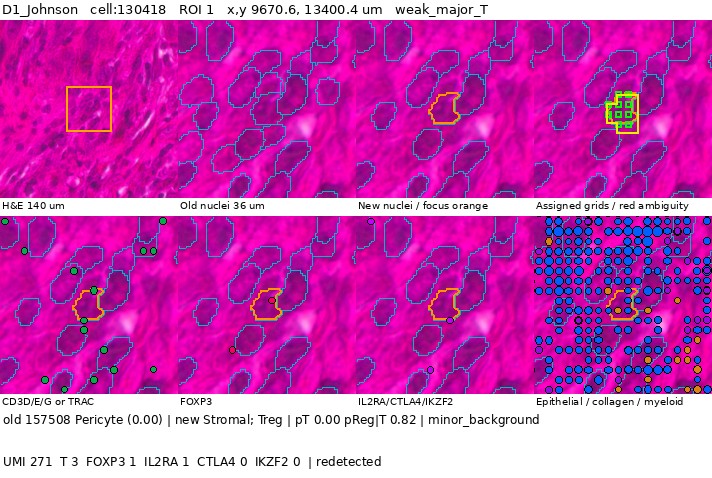 D1_Johnson cell:130418 ROI 1 x,y 9670.6, 13400.4 um weak_major_T
H&E 140 um
Old nuclei 36 um
New nuclei / focus orange
Assigned grids / red ambiguity
CD3D/E/G or TRAC
FOXP3
IL2RA/CTLA4/IKZF2
Epithelial / collagen / myeloid
old 157508 Pericyte (0.00) | new Stromal; Treg | pT 0.00 pReg|T 0.82 | minor_background
UMI 271 T 3 FOXP3 1 IL2RA 1 CTLA4 0 IKZF2 0 | redetected